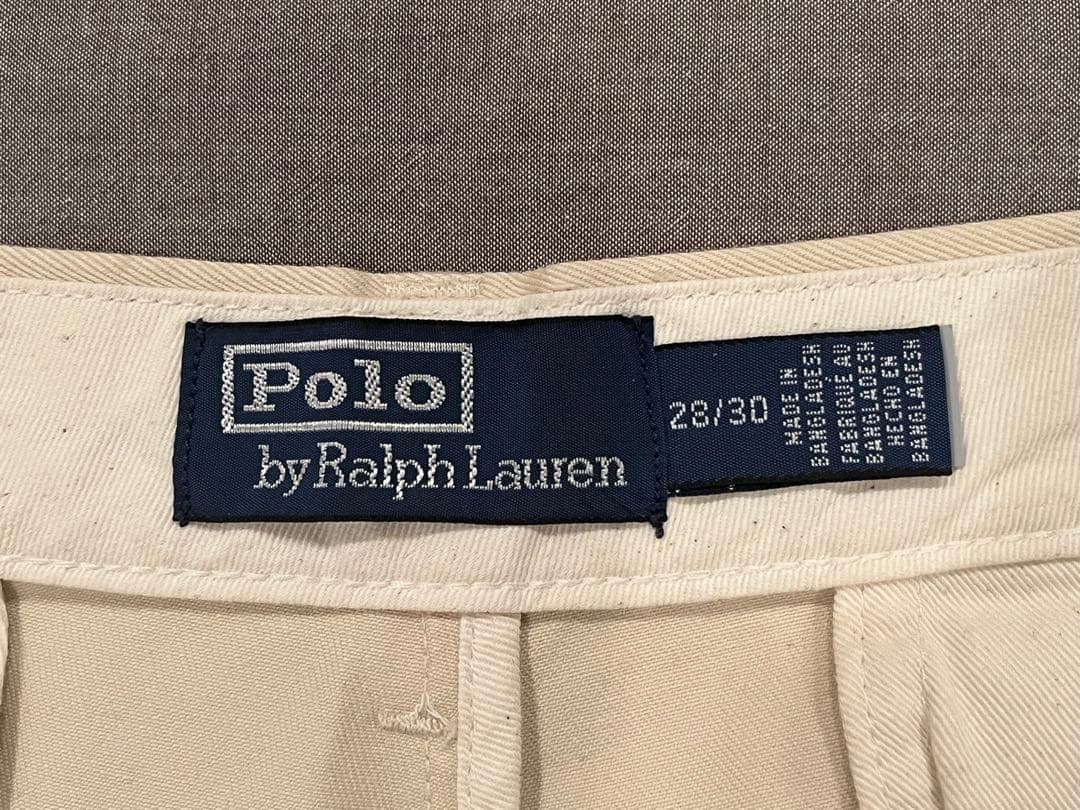 Polo
by Ralph Lauren
28/30
MADE IN
BANGLADESH
FABRIQUÉ AU
BANGLADESH
HECHO EN
BANGLADESH